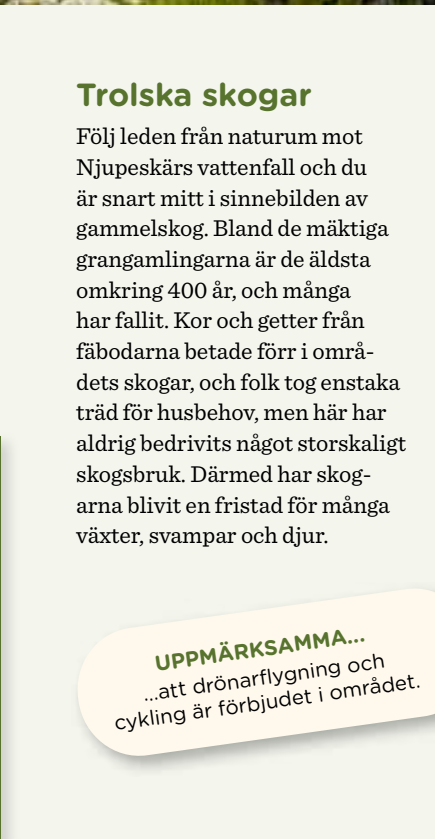 Trolska skogar
Följ leden från naturum mot
Njupeskärs vattenfall och du
är snart mitt i sinnebilden av
gammelskog. Bland de mäktiga
grangamlingarna är de äldsta
omkring 400 år, och många
har fallit. Kor och getter från
fäbodarna betade förr i områ-
dets skogar, och folk tog enstaka
träd för husbehov, men här har
aldrig bedrivits något storskaligt
skogsbruk. Därmed har skog-
arna blivit en fristad för många
växter, svampar och djur.
UPPMÄRKSAMMA...
...att drönarflygning och
cykling är förbjudet i området.